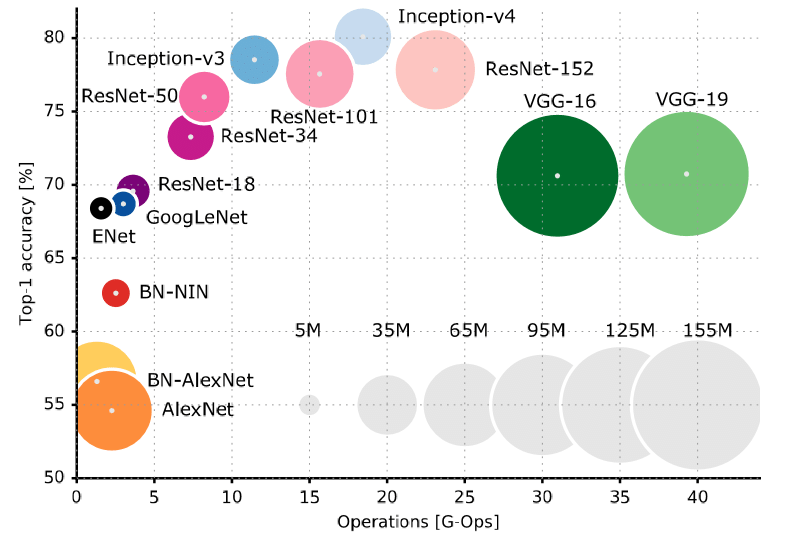 Inception-v4
80
Inception-v3
ResNet-152
ResNet-50
VGG-16
VGG-19
75
ResNet-101
ResNet-34
Top-1 accuracy [%]
70
ResNet-18
GoogLeNet
ENet
65
BN-NIN
60
5M 35M 65M 95M 125M 155M
BN-AlexNet
55
AlexNet
50
0 5 10 15 20 25 30 35 40
Operations [G-Ops]